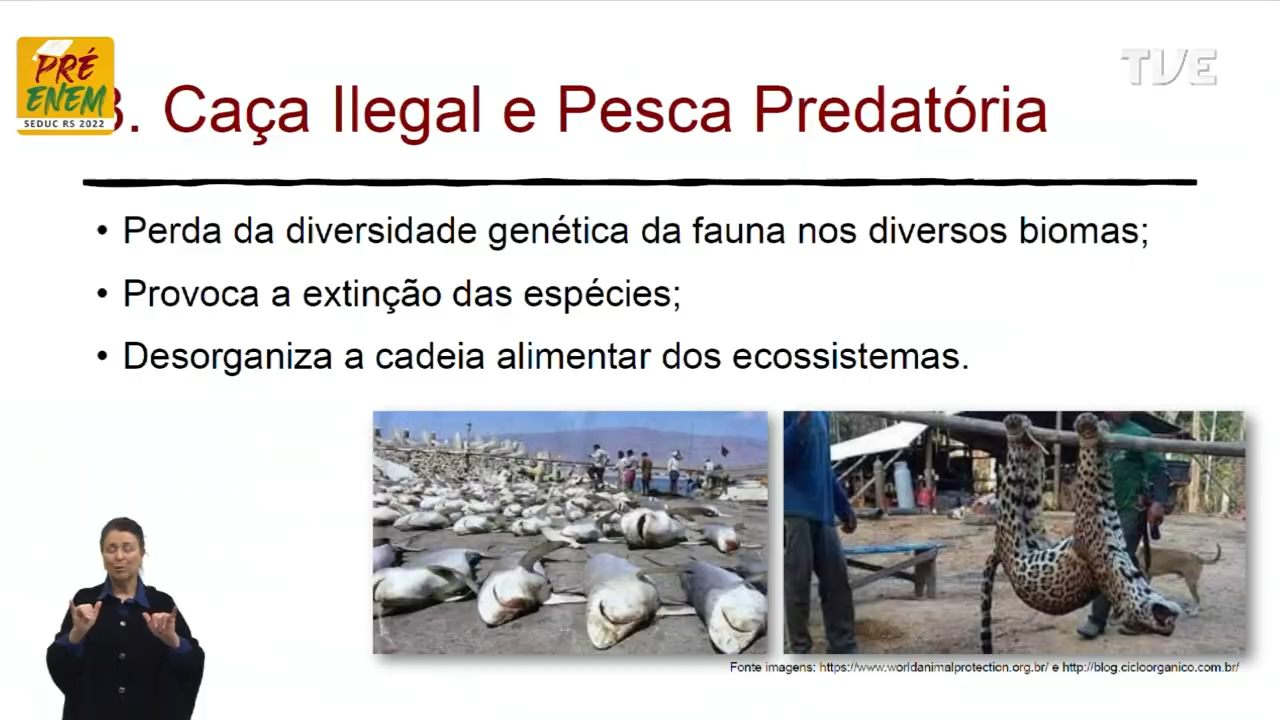 PRÉ
ENEM
SEDUC RS 2022
TVE
3. Caça Ilegal e Pesca Predatória
• Perda da diversidade genética da fauna nos diversos biomas;
• Provoca a extinção das espécies;
• Desorganiza a cadeia alimentar dos ecossistemas.
Fonte imagens: https://www.worldanimalprotection.org.br/ e http://blog.cicloorganico.com.br/